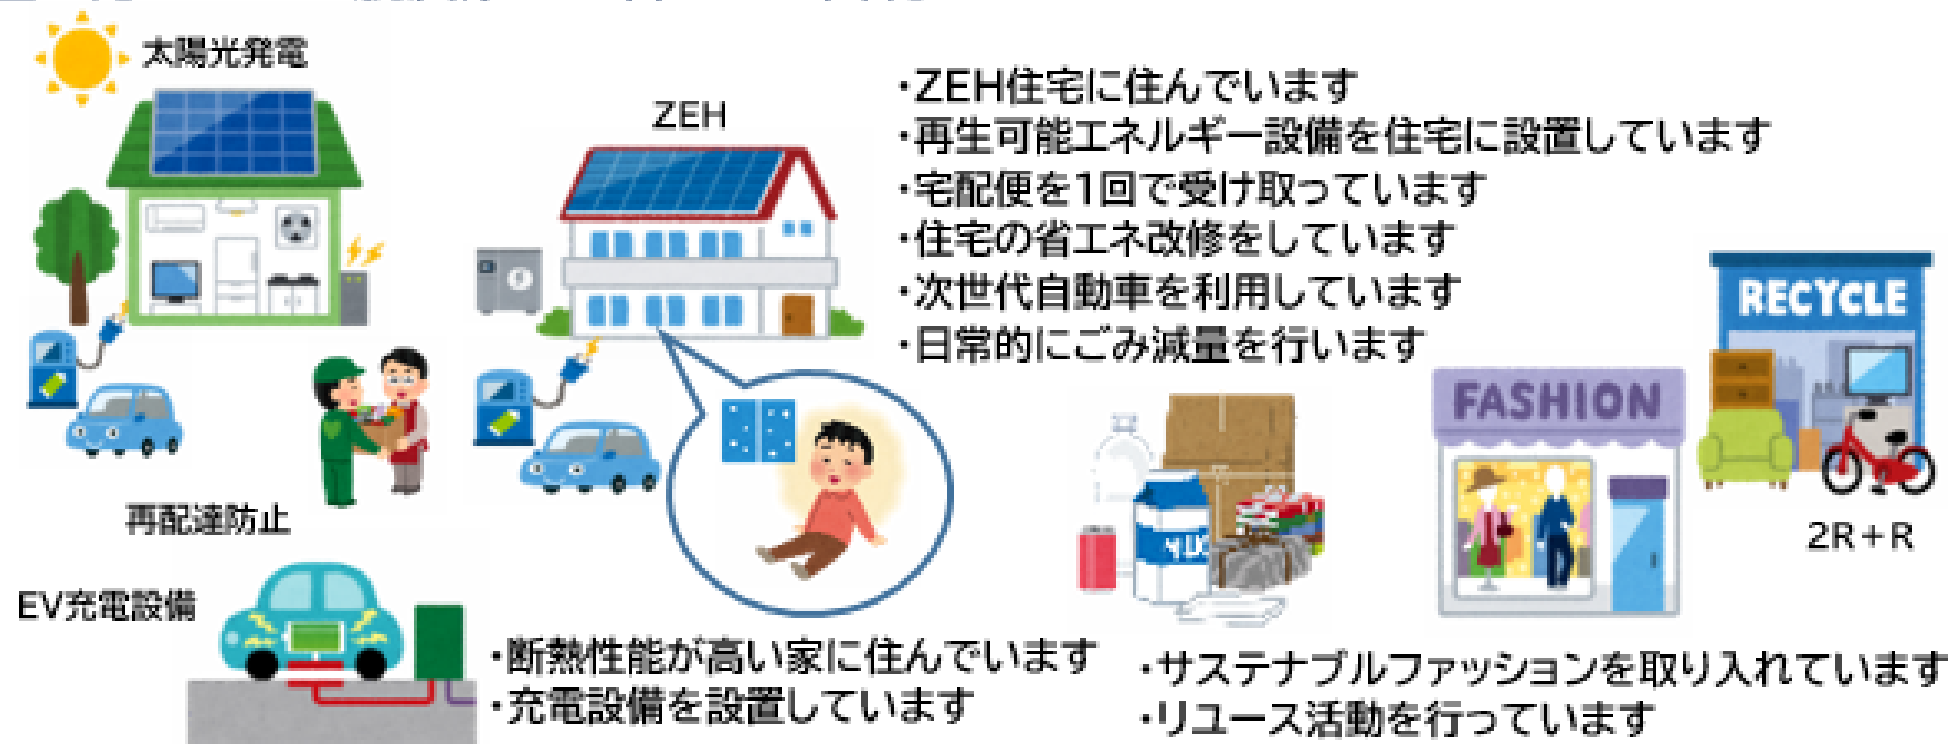 太陽光発電
ZEH
・ZEH住宅に住んでいます
・再生可能エネルギー設備を住宅に設置しています
・宅配便を1回で受け取っています
・住宅の省エネ改修をしています
・次世代自動車を利用しています
・日常的にごみ減量を行います
RECYCLE
FASHION
再配達防止
2R+R
EV充電設備
・断熱性能が高い家に住んでいます
・充電設備を設置しています
・サステナブルファッションを取り入れています
・リユース活動を行っています